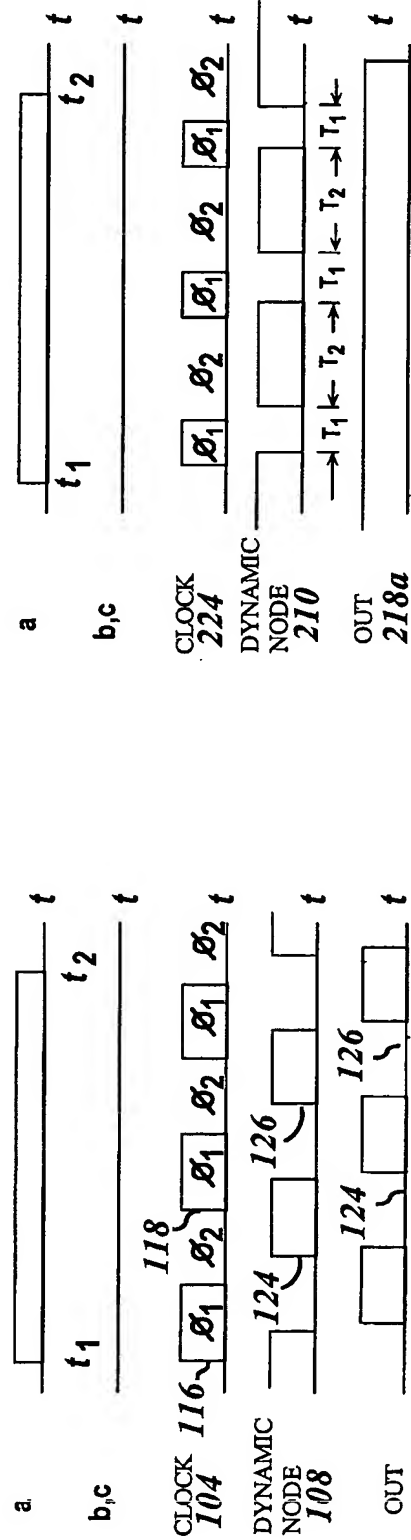 a.
t
t1 t2
b,c
t
116 118
CLOCK
104
Ø1 Ø2 Ø1 Ø2 Ø1 Ø2 t
DYNAMIC
NODE
108
124 126 t
124 126
OUT
t
a
t
t1 t2
b,c
t
CLOCK
224
Ø1 Ø2 Ø1 Ø2 Ø1 Ø2 t
DYNAMIC
NODE
210
t
T1 T2 T1 T2 T1
OUT
218a
t